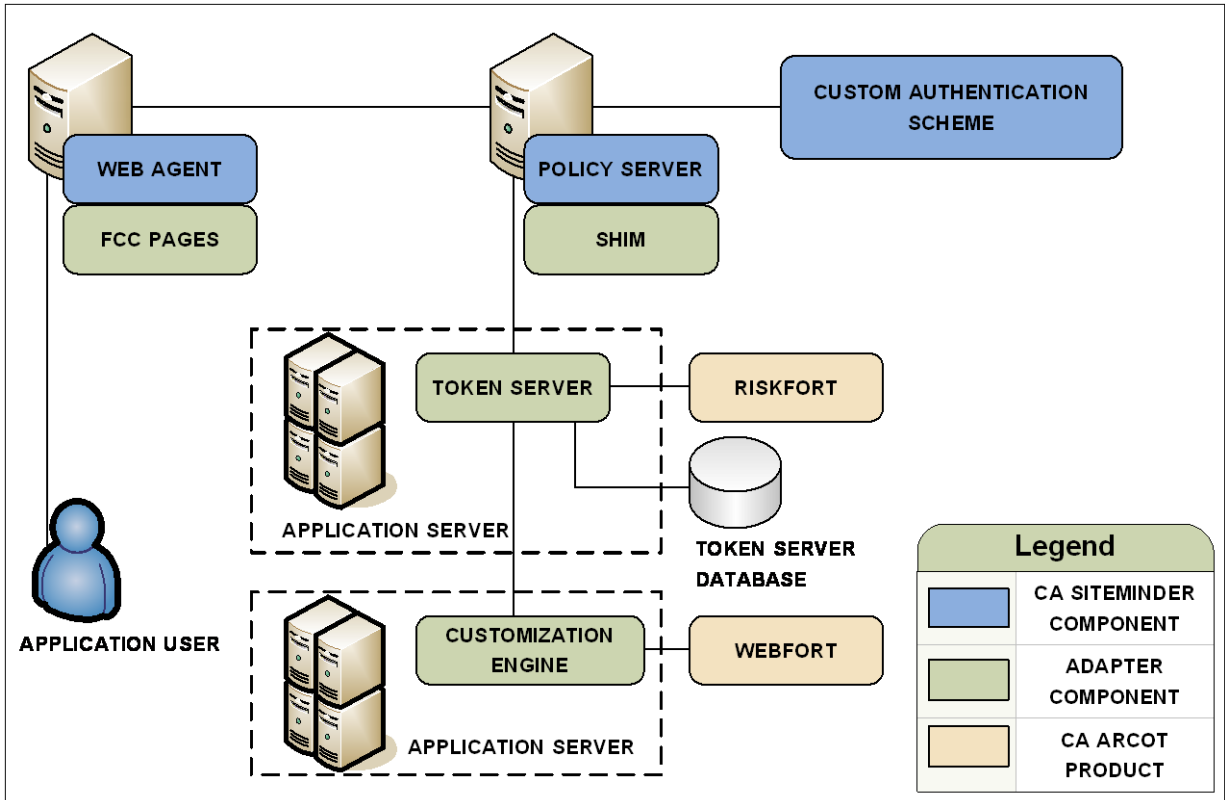 CUSTOM AUTHENTICATION
SCHEME
WEB AGENT
POLICY SERVER
FCC PAGES
SHIM
TOKEN SERVER
RISKFORT
APPLICATION SERVER
TOKEN SERVER
DATABASE
APPLICATION USER
CUSTOMIZATION
ENGINE
WEBFORT
APPLICATION SERVER
Legend
CA SITEMINDER
COMPONENT
ADAPTER
COMPONENT
CA ARCOT
PRODUCT